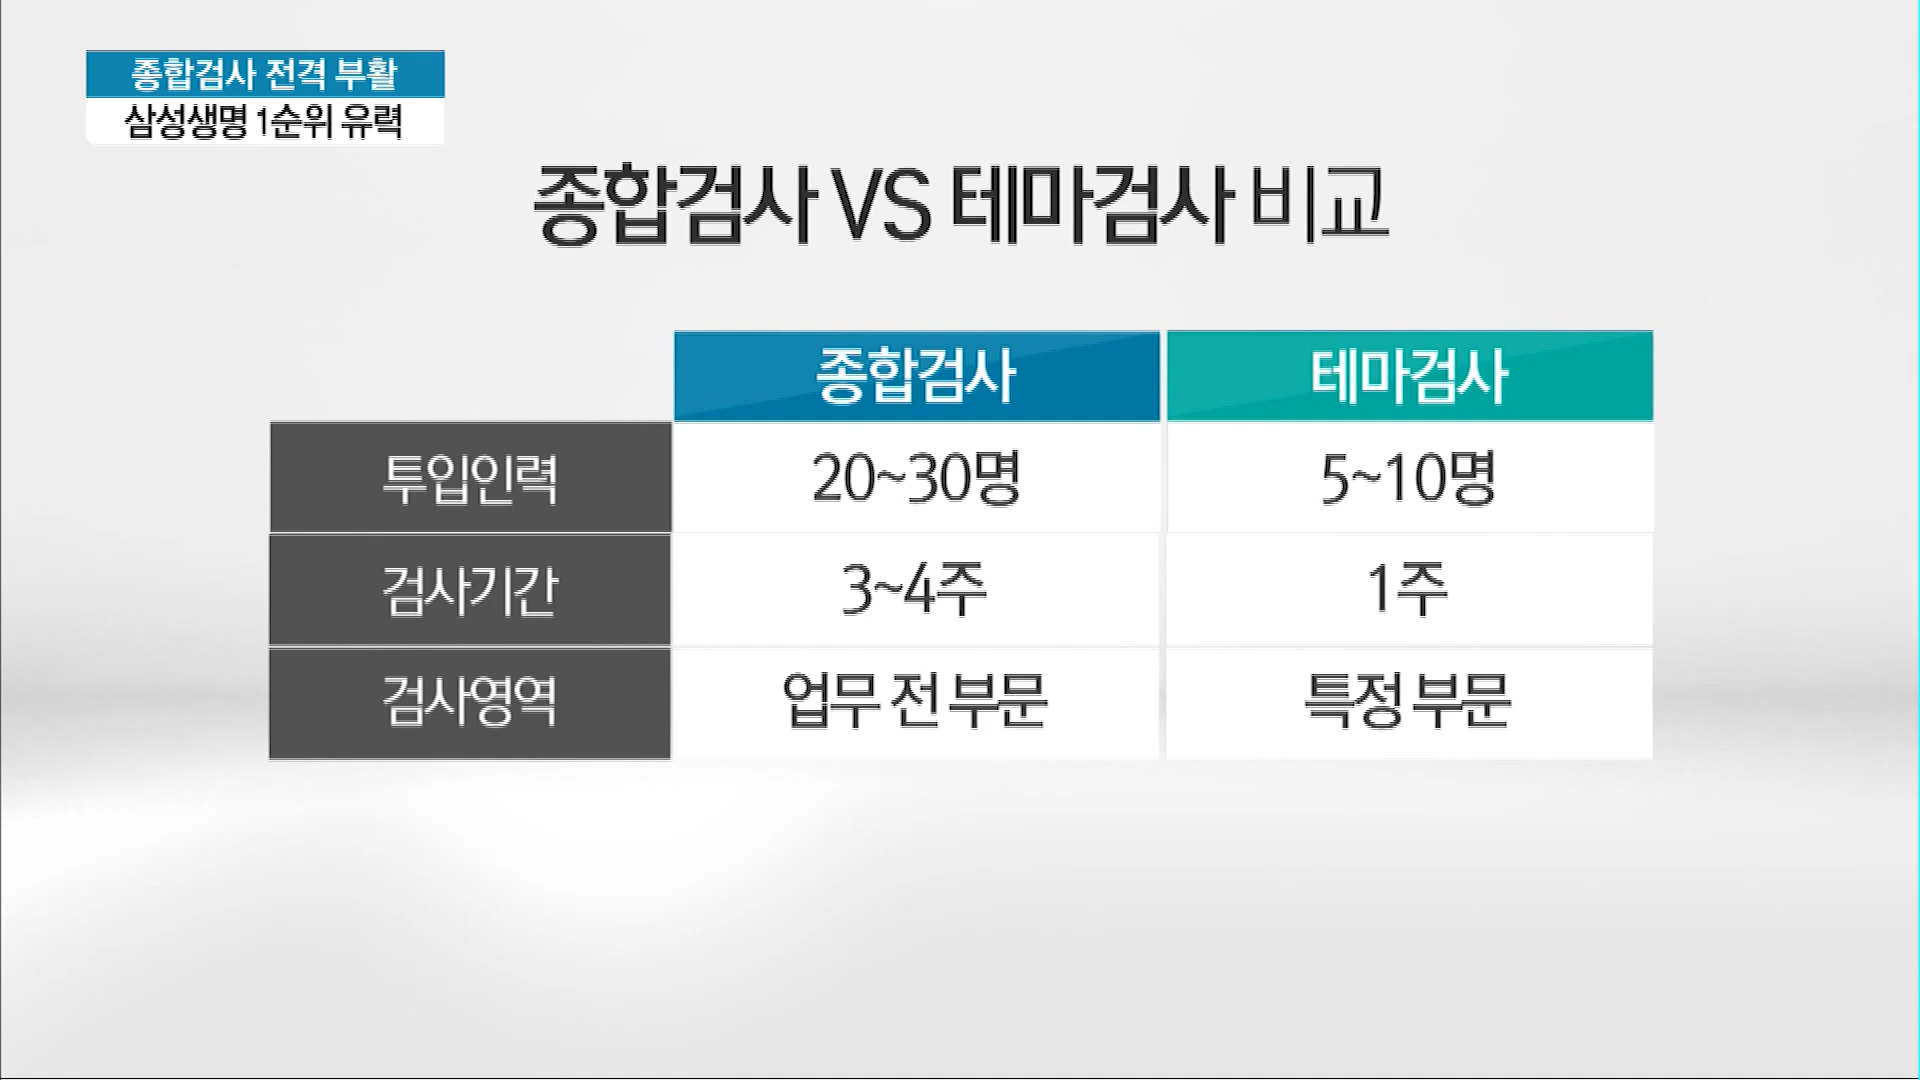 종합검사 전격 부활
삼성생명 1순위 유력
종합검사 VS 테마검사 비교
종합검사 테마검사
투입인력 20~30명 5~10명
검사기간 3~4주 1주
검사영역 업무 전 부문 특정 부문